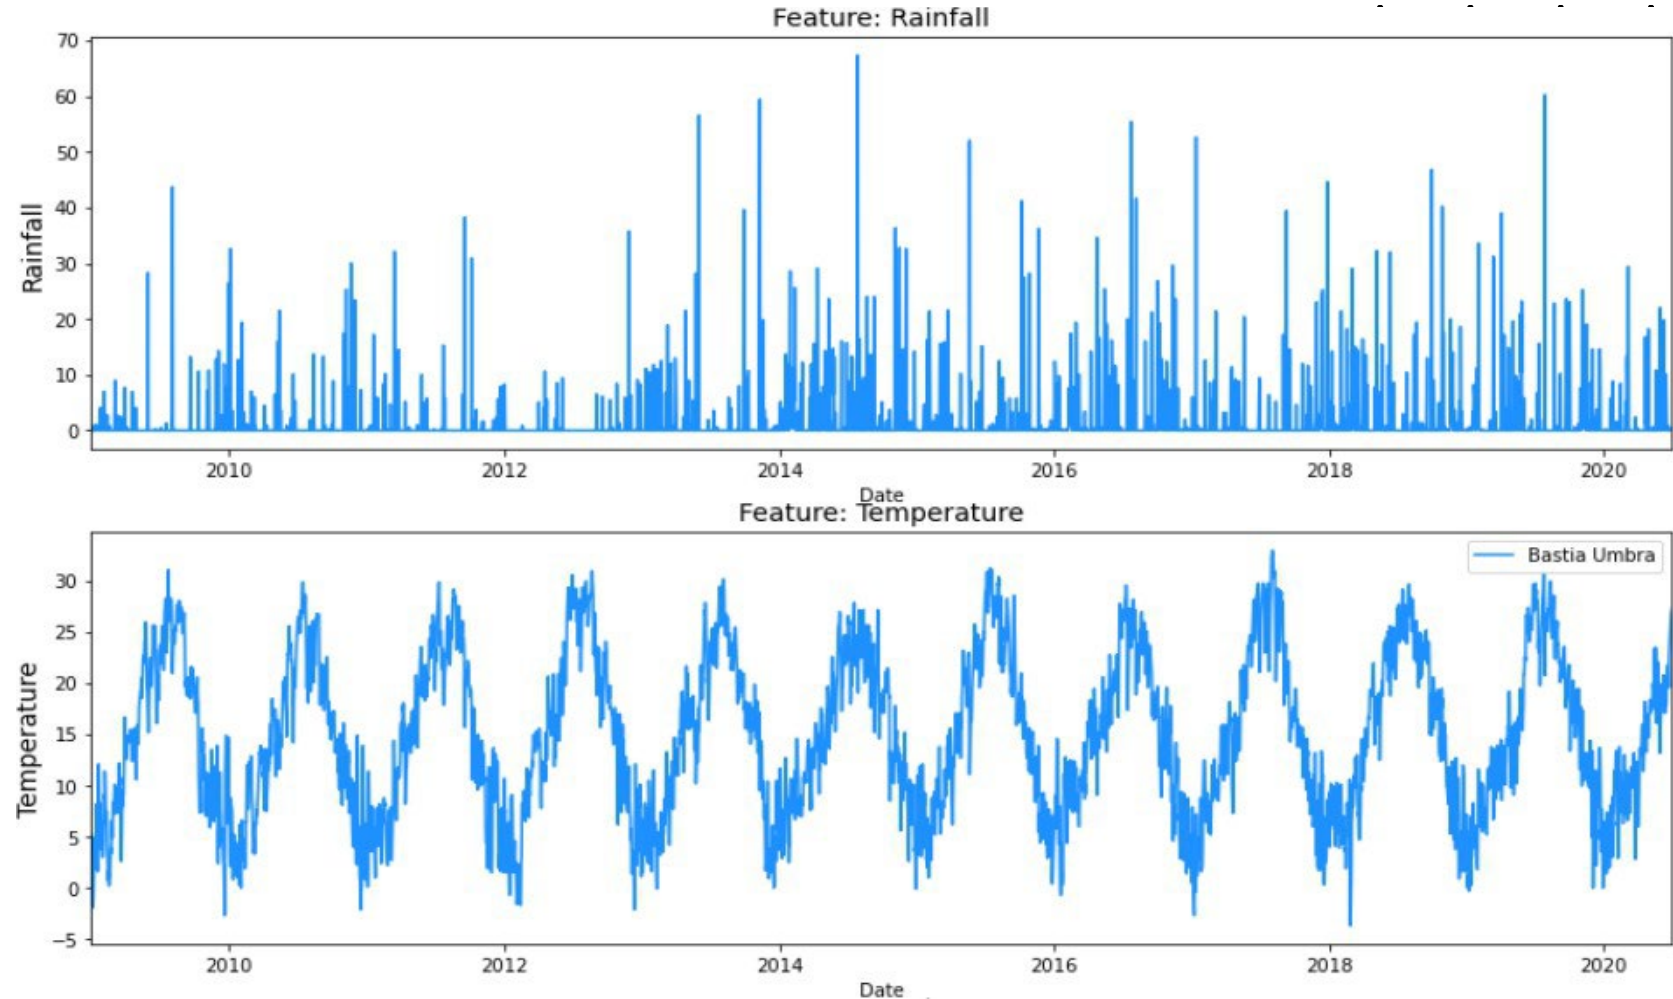 Feature: Rainfall
70
60
50
40
30
20
10
0
Rainfall
2010 2012 2014 2016 2018 2020
Date
Feature: Temperature
Bastia Umbra
30
25
20
15
10
5
0
−5
Temperature
2010 2012 2014 2016 2018 2020
Date